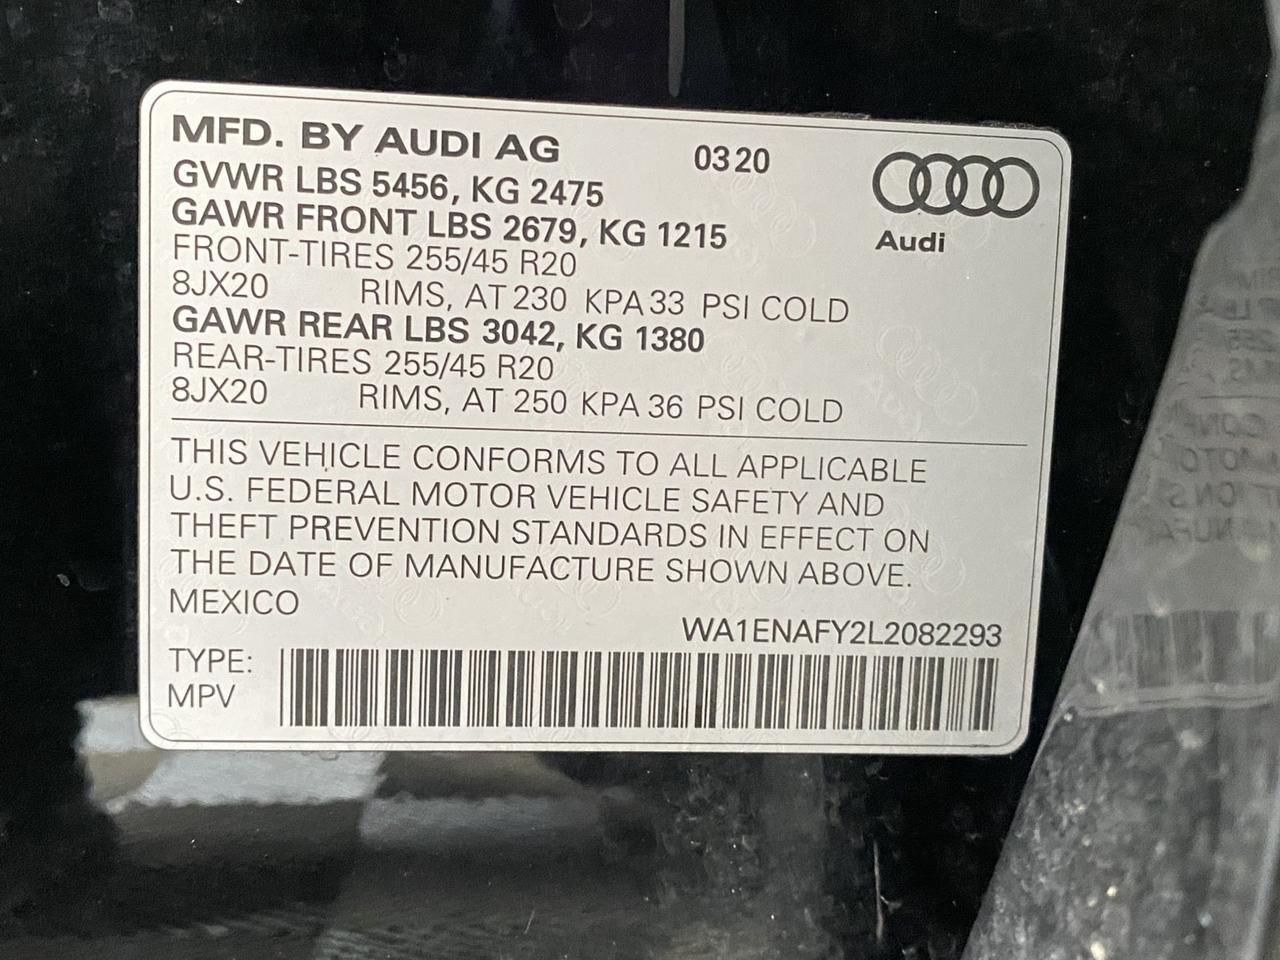 MFD. BY AUDI AG 0320
Audi
GVWR LBS 5456, KG 2475
GAWR FRONT LBS 2679, KG 1215
FRONT-TIRES 255/45 R20
8JX20 RIMS, AT 230 KPA 33 PSI COLD
GAWR REAR LBS 3042, KG 1380
REAR-TIRES 255/45 R20
8JX20 RIMS, AT 250 KPA 36 PSI COLD
THIS VEHICLE CONFORMS TO ALL APPLICABLE
U.S. FEDERAL MOTOR VEHICLE SAFETY AND
THEFT PREVENTION STANDARDS IN EFFECT ON
THE DATE OF MANUFACTURE SHOWN ABOVE.
MEXICO
WA1ENAFY2L2082293
TYPE:
MPV